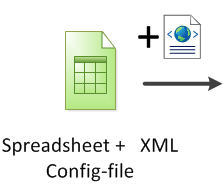 Spreadsheet + XML
Config-file